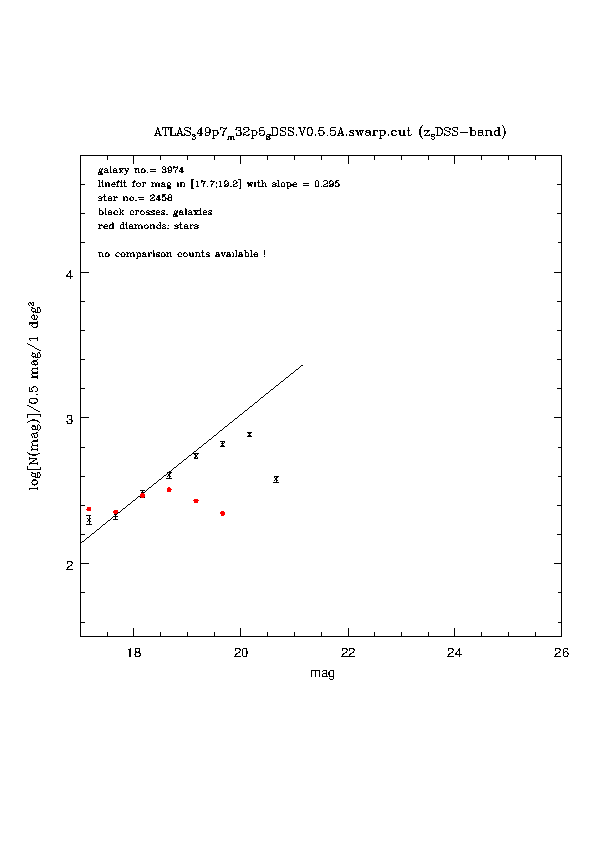 ATLAS_349p7_m32p5_SDSS.V0.5.5A.swarp.cut (z_SDSS-band)
galaxy no.= 3974
linefit for mag in [17.7;19.2] with slope = 0.295
star no.= 2458
black crosses: galaxies
red diamonds: stars
no comparison counts available !
log[N(mag)]/0.5 mag/1 deg²
4
3
2
18 20 22 24 26
mag